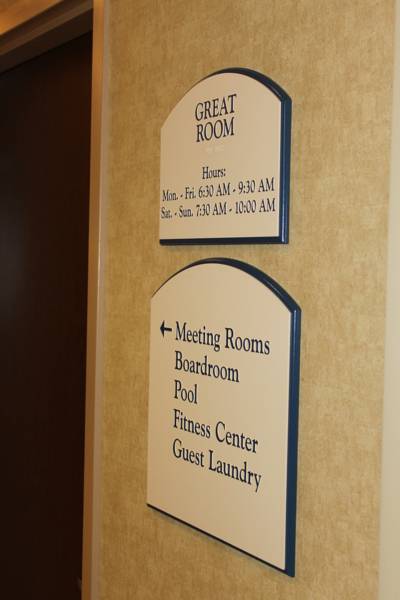 GREAT
ROOM
Hours:
Mon. - Fri. 6:30 AM - 9:30 AM
Sat. - Sun. 7:30 AM - 10:00 AM
← Meeting Rooms
Boardroom
Pool
Fitness Center
Guest Laundry